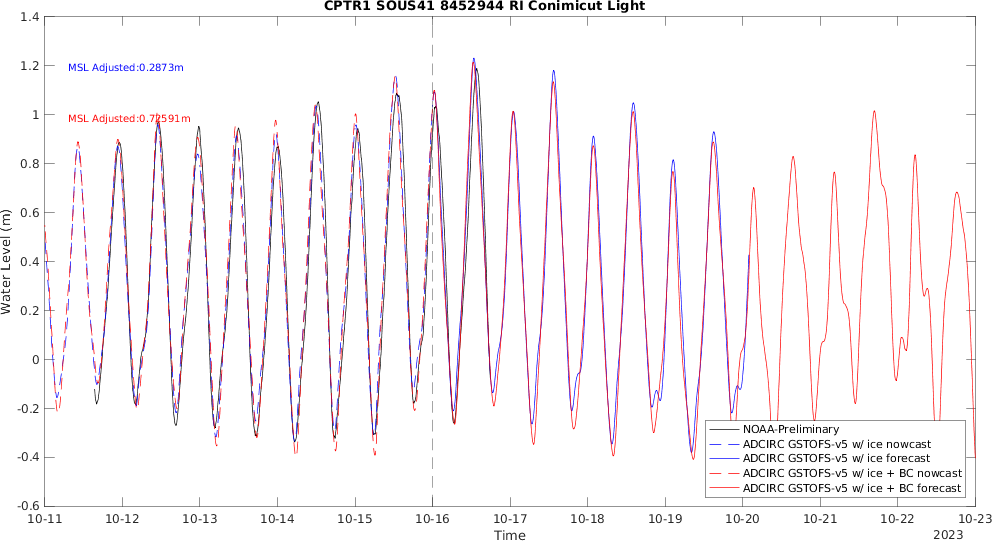 CPTR1 SOUS41 8452944 RI Conimicut Light
1.4
1.2
1
0.8
0.6
0.4
0.2
0
-0.2
-0.4
-0.6
Water Level (m)
MSL Adjusted:0.2873m
MSL Adjusted:0.72591m
NOAA-Preliminary
ADCIRC GSTOFS-v5 w/ ice nowcast
ADCIRC GSTOFS-v5 w/ ice forecast
ADCIRC GSTOFS-v5 w/ ice + BC nowcast
ADCIRC GSTOFS-v5 w/ ice + BC forecast
10-11 10-12 10-13 10-14 10-15 10-16 10-17 10-18 10-19 10-20 10-21 10-22 10-23
Time
2023